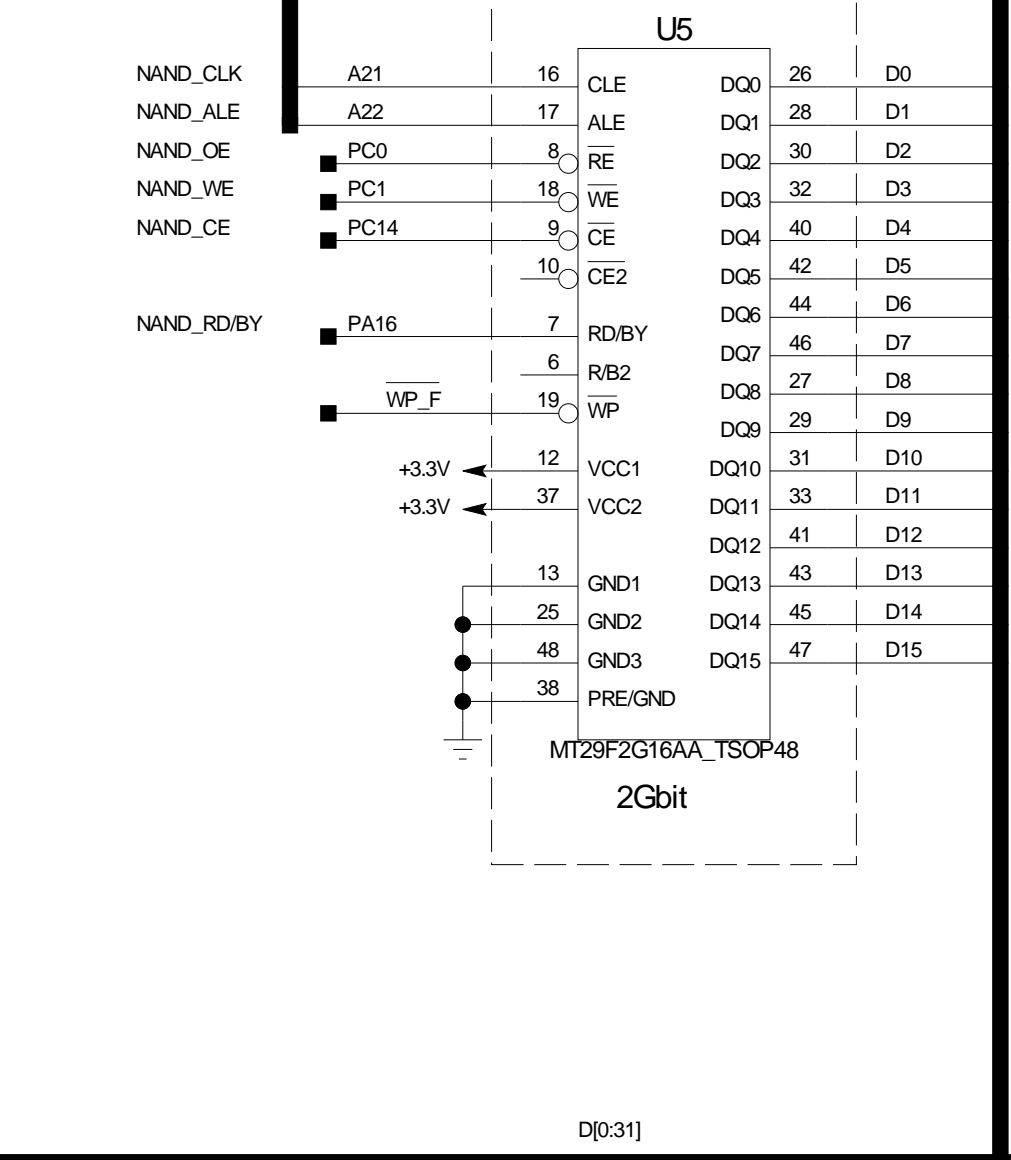 U5
NAND_CLK A21 16 CLE DQ0 26 D0
NAND_ALE A22 17 ALE DQ1 28 D1
NAND_OE PC0 8 RE DQ2 30 D2
NAND_WE PC1 18 WE DQ3 32 D3
NAND_CE PC14 9 CE DQ4 40 D4
10 CE2 DQ5 42 D5
DQ6 44 D6
NAND_RD/BY PA16 7 RD/BY DQ7 46 D7
6 R/B2 DQ8 27 D8
WP_F 19 WP DQ9 29 D9
+3.3V 12 VCC1 DQ10 31 D10
+3.3V 37 VCC2 DQ11 33 D11
DQ12 41 D12
13 GND1 DQ13 43 D13
25 GND2 DQ14 45 D14
48 GND3 DQ15 47 D15
38 PRE/GND
MT29F2G16AA_TSOP48
2Gbit
D[0:31]